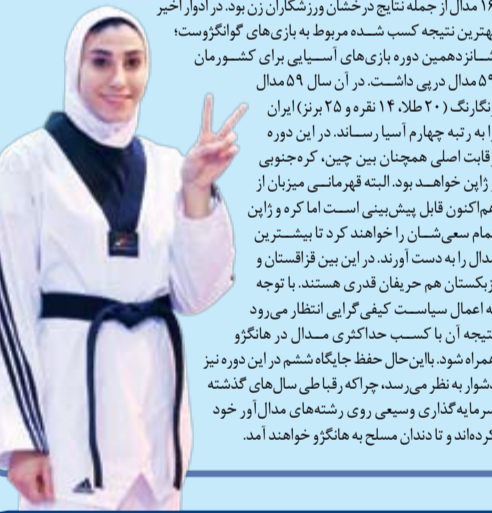 ۱۶ مدال از جمله نتایج درخشان ورزشکاران زن بود. در ادوار اخیر
بهترین نتیجه کسب شده مربوط به بازی‌های گوانگژوست؛
شانزدهمین دوره بازی‌های آسیایی برای کشورمان
۵۹ مدال درپی داشت. در آن سال ۵۹ مدال
رنگارنگ (۲۰ طلا، ۱۴ نقره و ۲۵ برنز) ایران
را به رتبه چهارم آسیا رساند. در این دوره
رقابت اصلی همچنان بین چین، کره‌جنوبی
و ژاپن خواهد بود. البته قهرمانی میزبان از
هم‌اکنون قابل پیش‌بینی است اما کره و ژاپن
تمام سعی‌شان را خواهند کرد تا بیشترین
مدال را به دست آورند. در این بین قزاقستان و
ازبکستان هم حریفان قدری هستند. با توجه
به اعمال سیاست کیفی‌گرایی انتظار می‌رود
نتیجه آن با کسب حداکثری مدال در هانگژو
همراه شود. بااین‌حال حفظ جایگاه ششم در این دوره نیز
دشوار به نظر می‌رسد، چراکه رقبا طی سال‌های گذشته
سرمایه‌گذاری وسیعی روی رشته‌های مدال‌آور خود
کرده‌اند و تا دندان مسلح به هانگژو خواهند آمد.